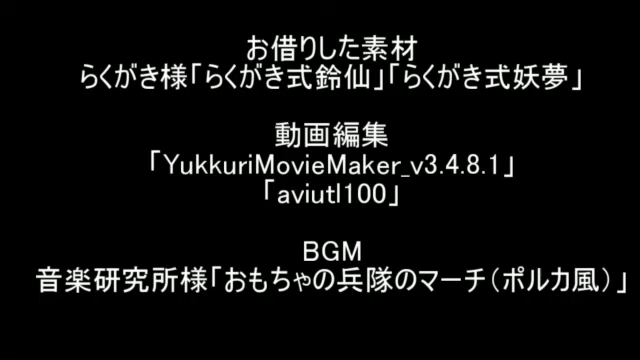 お借りした素材
らくがき様「らくがき式鈴仙」「らくがき式妖夢」
動画編集
「YukkuriMovieMaker_v3.4.8.1」
「aviutl100」
BGM
音楽研究所様「おもちゃの兵隊のマーチ(ポルカ風)」